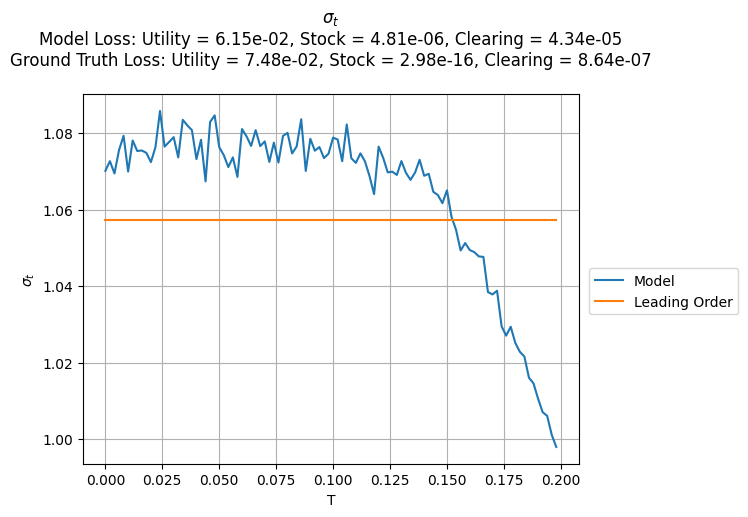 σt
Model Loss: Utility = 6.15e-02, Stock = 4.81e-06, Clearing = 4.34e-05
Ground Truth Loss: Utility = 7.48e-02, Stock = 2.98e-16, Clearing = 8.64e-07
1.08
1.06
1.04
1.02
1.00
σt
0.000 0.025 0.050 0.075 0.100 0.125 0.150 0.175 0.200
T
Model
Leading Order